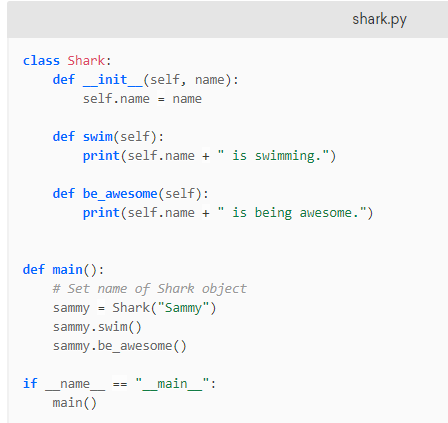 shark.py
class Shark:
    def __init__(self, name):
        self.name = name
    def swim(self):
        print(self.name + " is swimming.")
    def be_awesome(self):
        print(self.name + " is being awesome.")
def main():
    # Set name of Shark object
    sammy = Shark("Sammy")
    sammy.swim()
    sammy.be_awesome()
if __name__ == "__main__":
    main()